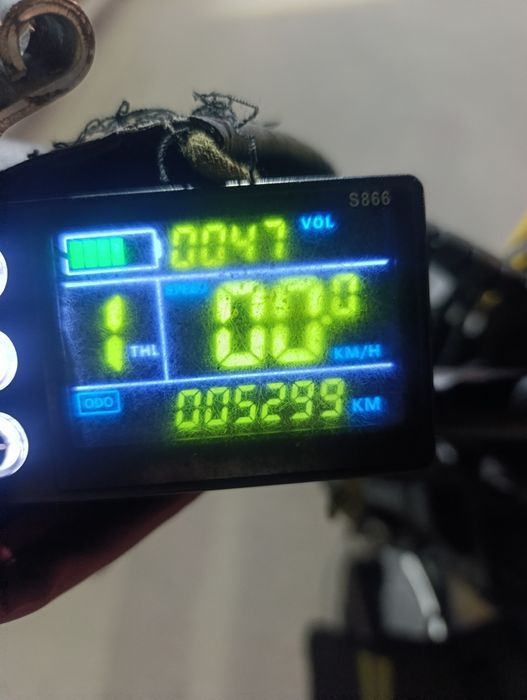 S866
0047 VOL
1 THL
00.0 KM/H
ODO
005299 KM